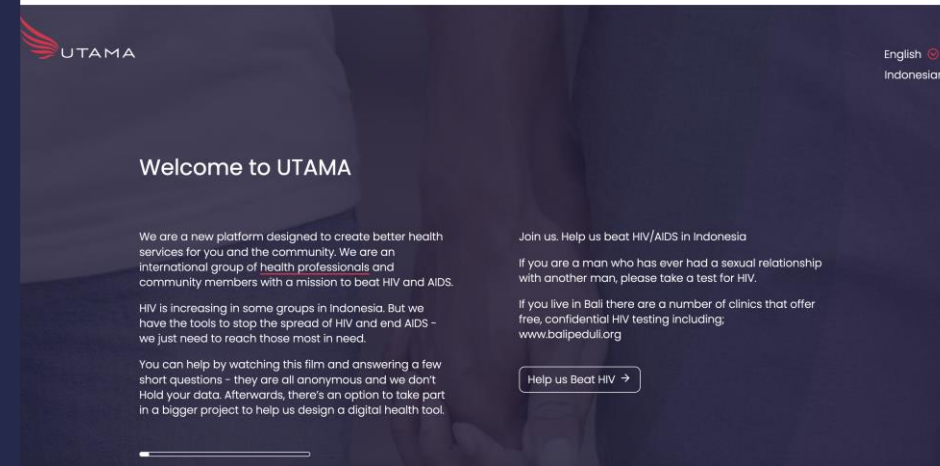 UTAMA
English
Indonesian
Welcome to UTAMA
We are a new platform designed to create better health
services for you and the community. We are an
international group of health professionals and
community members with a mission to beat HIV and AIDS.
HIV is increasing in some groups in Indonesia. But we
have the tools to stop the spread of HIV and end AIDS -
we just need to reach those most in need.
You can help by watching this film and answering a few
short questions - they are all anonymous and we don't
Hold your data. Afterwards, there's an option to take part
in a bigger project to help us design a digital health tool.
Join us. Help us beat HIV/AIDS in Indonesia
If you are a man who has ever had a sexual relationship
with another man, please take a test for HIV.
If you live in Bali there are a number of clinics that offer
free, confidential HIV testing including;
www.balipeduli.org
Help us Beat HIV →